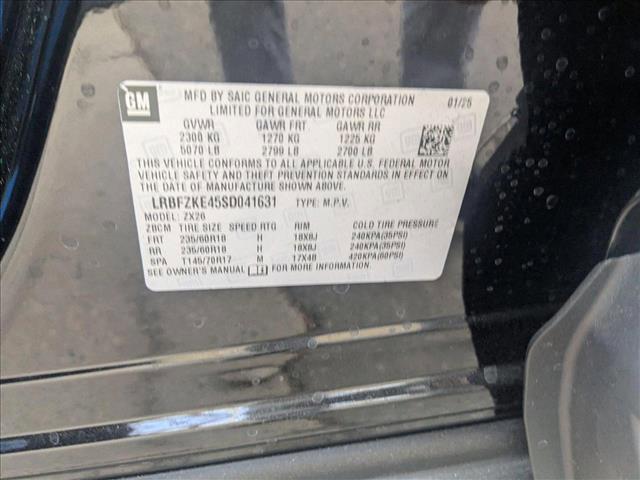 GM
MFD BY SAIC GENERAL MOTORS CORPORATION 01/25
LIMITED FOR GENERAL MOTORS LLC
GVWR GAWR FRT GAWR RR
2300 KG 1270 KG 1225 KG
5070 LB 2798 LB 2700 LB
THIS VEHICLE CONFORMS TO ALL APPLICABLE U.S. FEDERAL MOTOR
VEHICLE SAFETY AND THEFT PREVENTION STANDARDS IN EFFECT ON THE
DATE OF MANUFACTURE SHOWN ABOVE.
LRBFZKE45SD041631 TYPE: M.P.V.
MODEL: ZX26
ZBCM TIRE SIZE SPEED RTG RIM COLD TIRE PRESSURE
FRT 235/60R18 H 18X8J 240KPA(35PSI)
RR 235/60R18 H 18X8J 240KPA(35PSI)
SPA T145/70R17 M 17X4B 420KPA(60PSI)
SEE OWNER'S MANUAL FOR MORE INFORMATION.